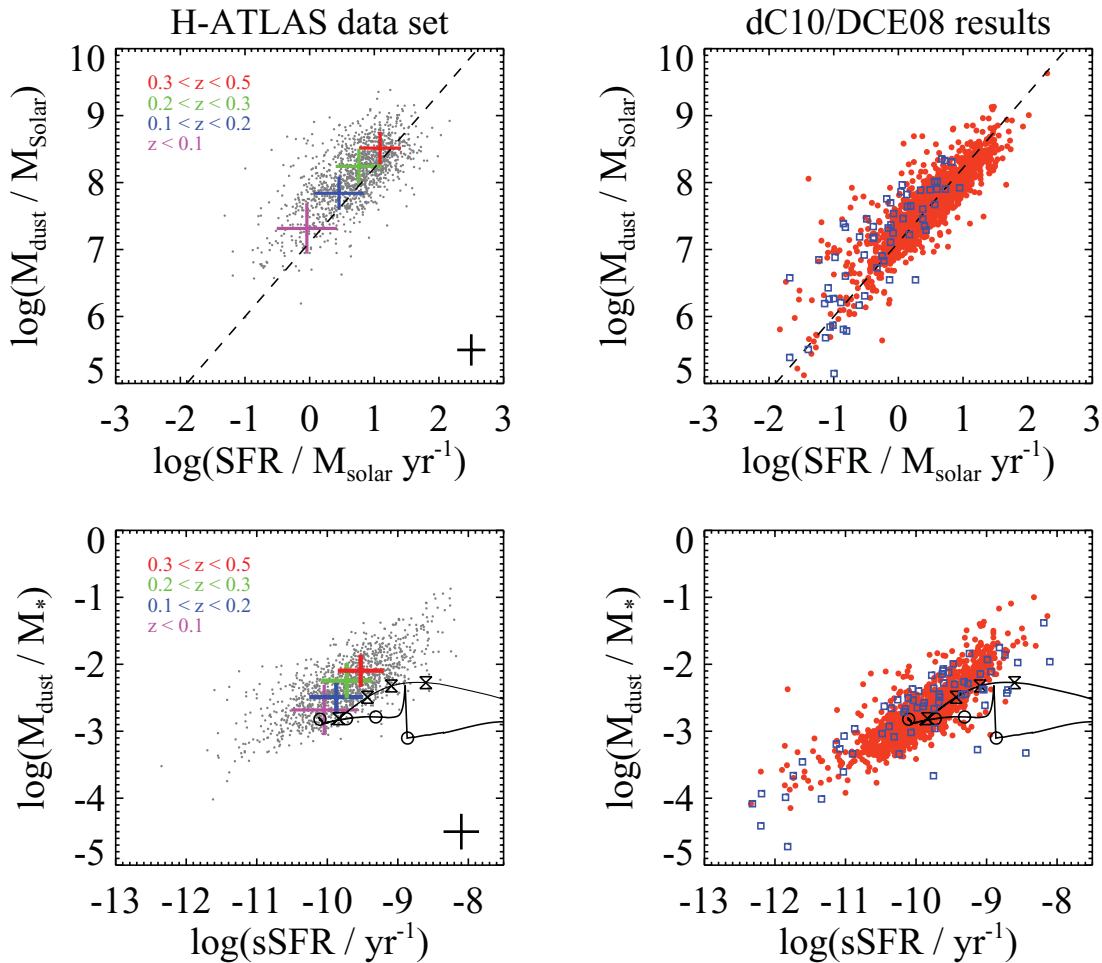 H-ATLAS data set
dC10/DCE08 results
log(M_dust / M_Solar)
10
9
8
7
6
5
0.3 < z < 0.5
0.2 < z < 0.3
0.1 < z < 0.2
z < 0.1
-3 -2 -1 0 1 2 3
log(SFR / M_solar yr^-1)
log(M_dust / M_Solar)
10
9
8
7
6
5
-3 -2 -1 0 1 2 3
log(SFR / M_solar yr^-1)
log(M_dust / M_*)
0
-1
-2
-3
-4
-5
0.3 < z < 0.5
0.2 < z < 0.3
0.1 < z < 0.2
z < 0.1
-13 -12 -11 -10 -9 -8
log(sSFR / yr^-1)
log(M_dust / M_*)
0
-1
-2
-3
-4
-5
-13 -12 -11 -10 -9 -8
log(sSFR / yr^-1)